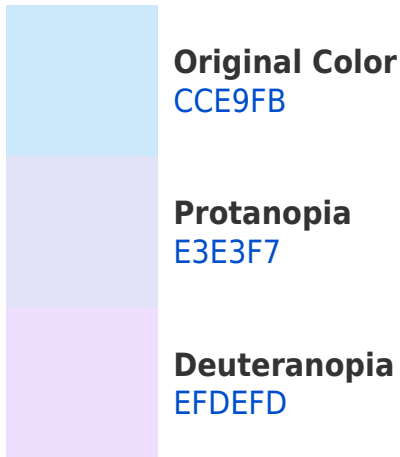 Original Color
CCE9FB
Protanopia
E3E3F7
Deuteranopia
EFDEFD